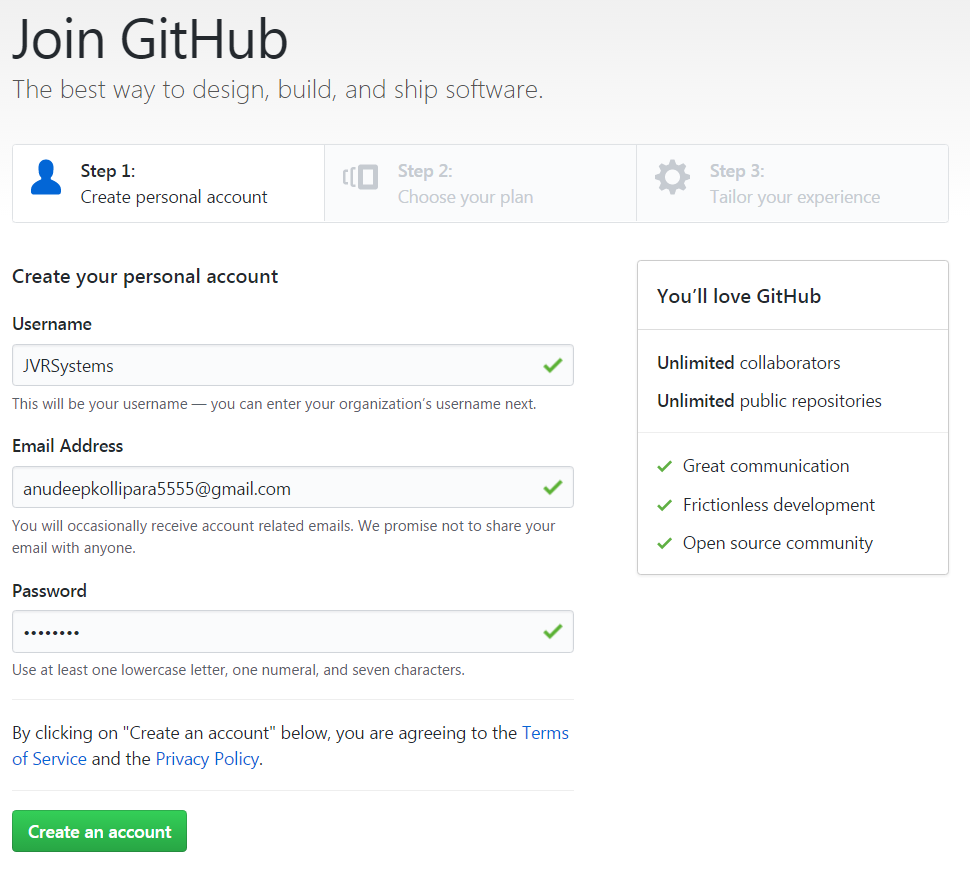 Join GitHub
The best way to design, build, and ship software.
Step 1:
Create personal account
Step 2:
Choose your plan
Step 3:
Tailor your experience
Create your personal account
Username
JVRSystems
This will be your username — you can enter your organization’s username next.
Email Address
anudeepkollipara5555@gmail.com
You will occasionally receive account related emails. We promise not to share your
email with anyone.
Password
••••••••
Use at least one lowercase letter, one numeral, and seven characters.
By clicking on "Create an account" below, you are agreeing to the Terms
of Service and the Privacy Policy.
Create an account
You’ll love GitHub
Unlimited collaborators
Unlimited public repositories
Great communication
Frictionless development
Open source community